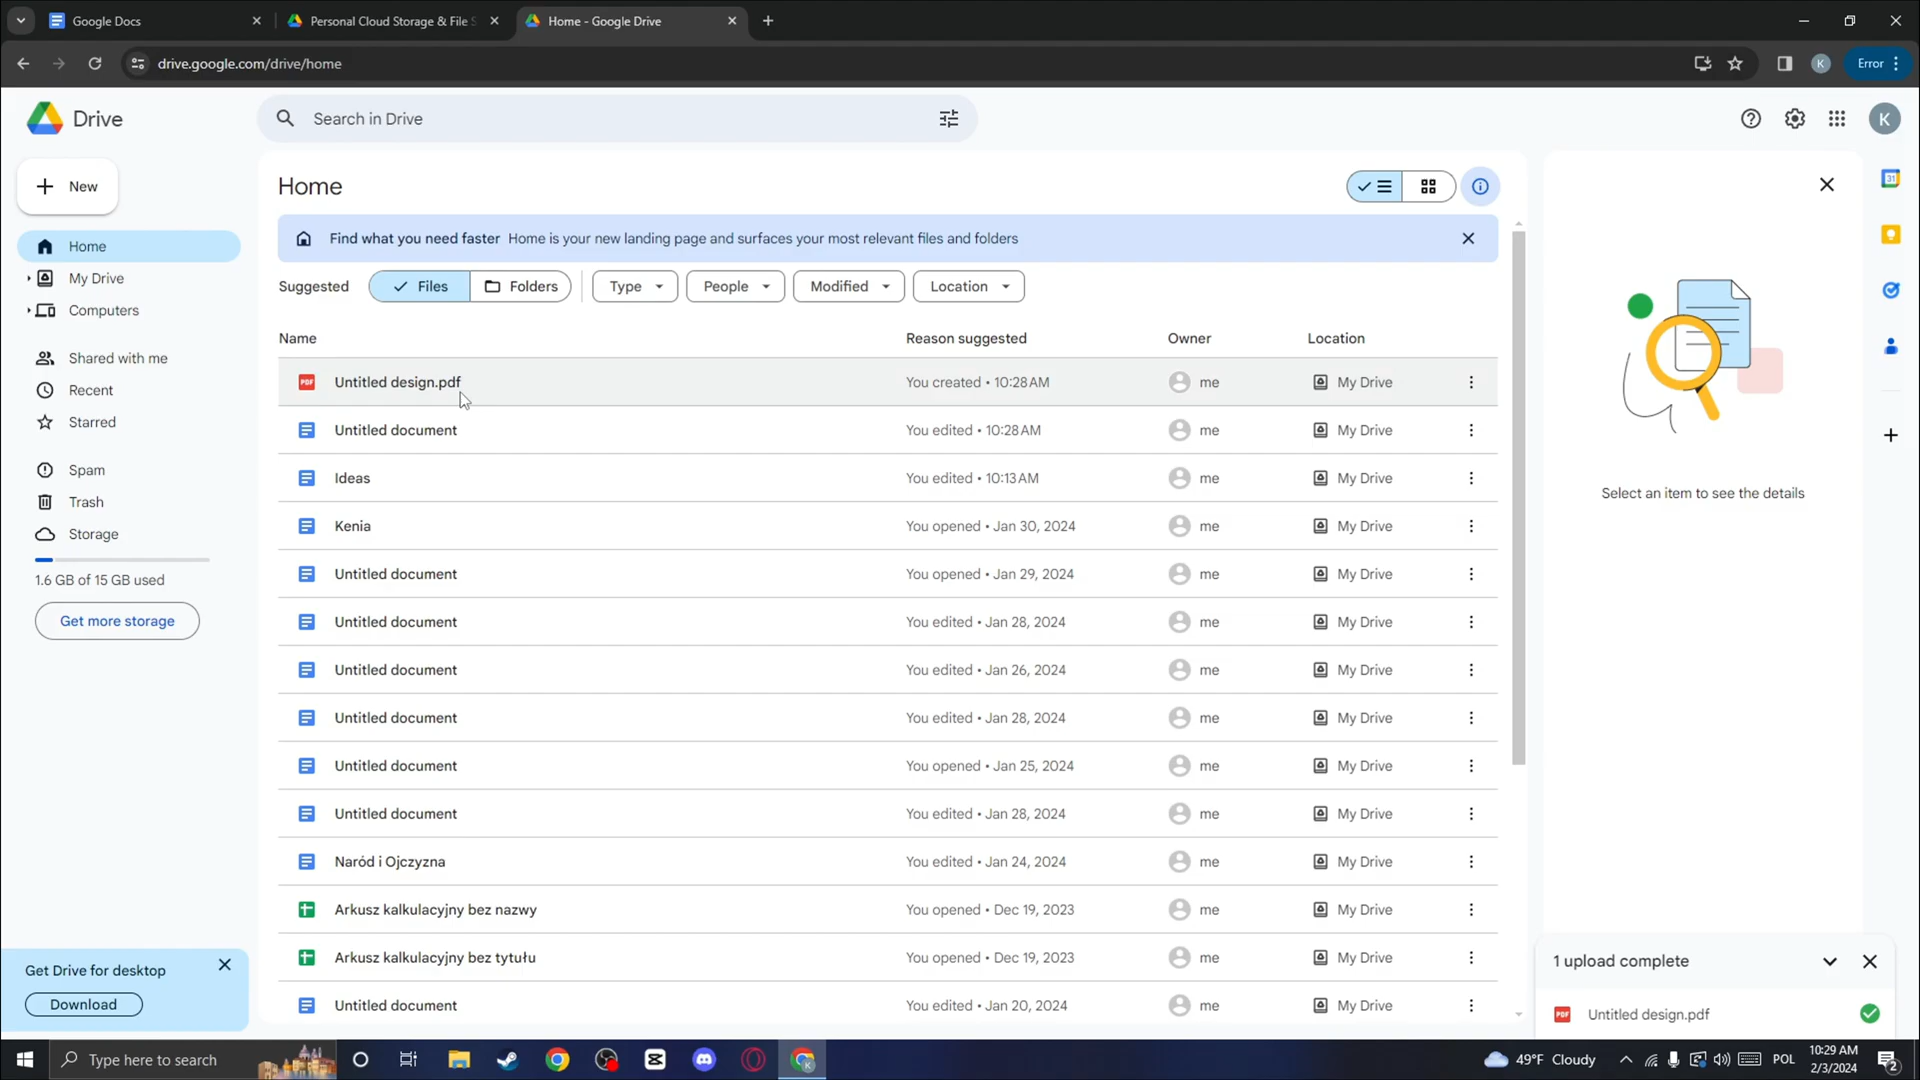 Google Docs
Personal Cloud Storage & File S
Home - Google Drive
drive.google.com/drive/home
K
Error
Drive
Search in Drive
K
New
Home
31
Find what you need faster Home is your new landing page and surfaces your most relevant files and folders
Home
My Drive
Computers
Shared with me
Recent
Starred
Spam
Trash
Storage
1.6 GB of 15 GB used
Get more storage
Suggested Files Folders Type People Modified Location
Name Reason suggested Owner Location
PDF Untitled design.pdf You created • 10:28 AM me My Drive
Untitled document You edited • 10:28 AM me My Drive
Ideas You edited • 10:13 AM me My Drive
Kenia You opened • Jan 30, 2024 me My Drive
Untitled document You opened • Jan 29, 2024 me My Drive
Untitled document You edited • Jan 28, 2024 me My Drive
Untitled document You edited • Jan 26, 2024 me My Drive
Untitled document You edited • Jan 28, 2024 me My Drive
Untitled document You opened • Jan 25, 2024 me My Drive
Untitled document You edited • Jan 28, 2024 me My Drive
Naród i Ojczyzna You edited • Jan 24, 2024 me My Drive
Arkusz kalkulacyjny bez nazwy You opened • Dec 19, 2023 me My Drive
Arkusz kalkulacyjny bez tytułu You opened • Dec 19, 2023 me My Drive
Untitled document You edited • Jan 20, 2024 me My Drive
Select an item to see the details
Get Drive for desktop
Download
1 upload complete
PDF Untitled design.pdf
Type here to search
K
49°F Cloudy
POL
10:29 AM
2/3/2024
2